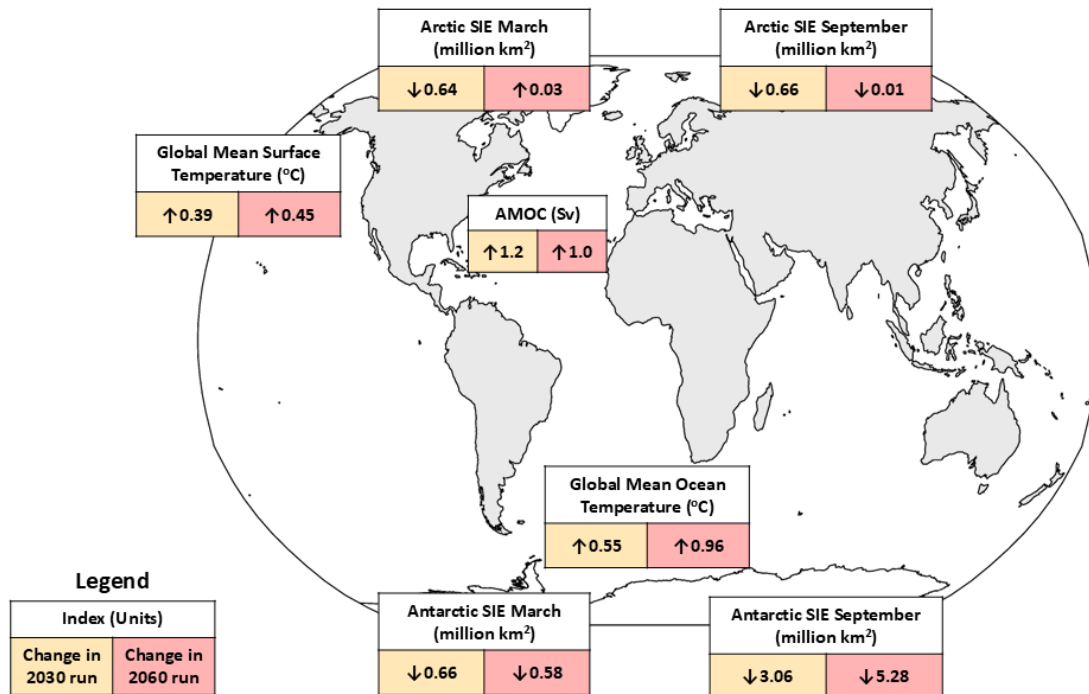 Arctic SIE March
(million km²)
↓0.64 ↑0.03
Arctic SIE September
(million km²)
↓0.66 ↓0.01
Global Mean Surface
Temperature (°C)
↑0.39 ↑0.45
AMOC (Sv)
↑1.2 ↑1.0
Global Mean Ocean
Temperature (°C)
↑0.55 ↑0.96
Legend
Index (Units)
Change in
2030 run
Change in
2060 run
Antarctic SIE March
(million km²)
↓0.66 ↓0.58
Antarctic SIE September
(million km²)
↓3.06 ↓5.28